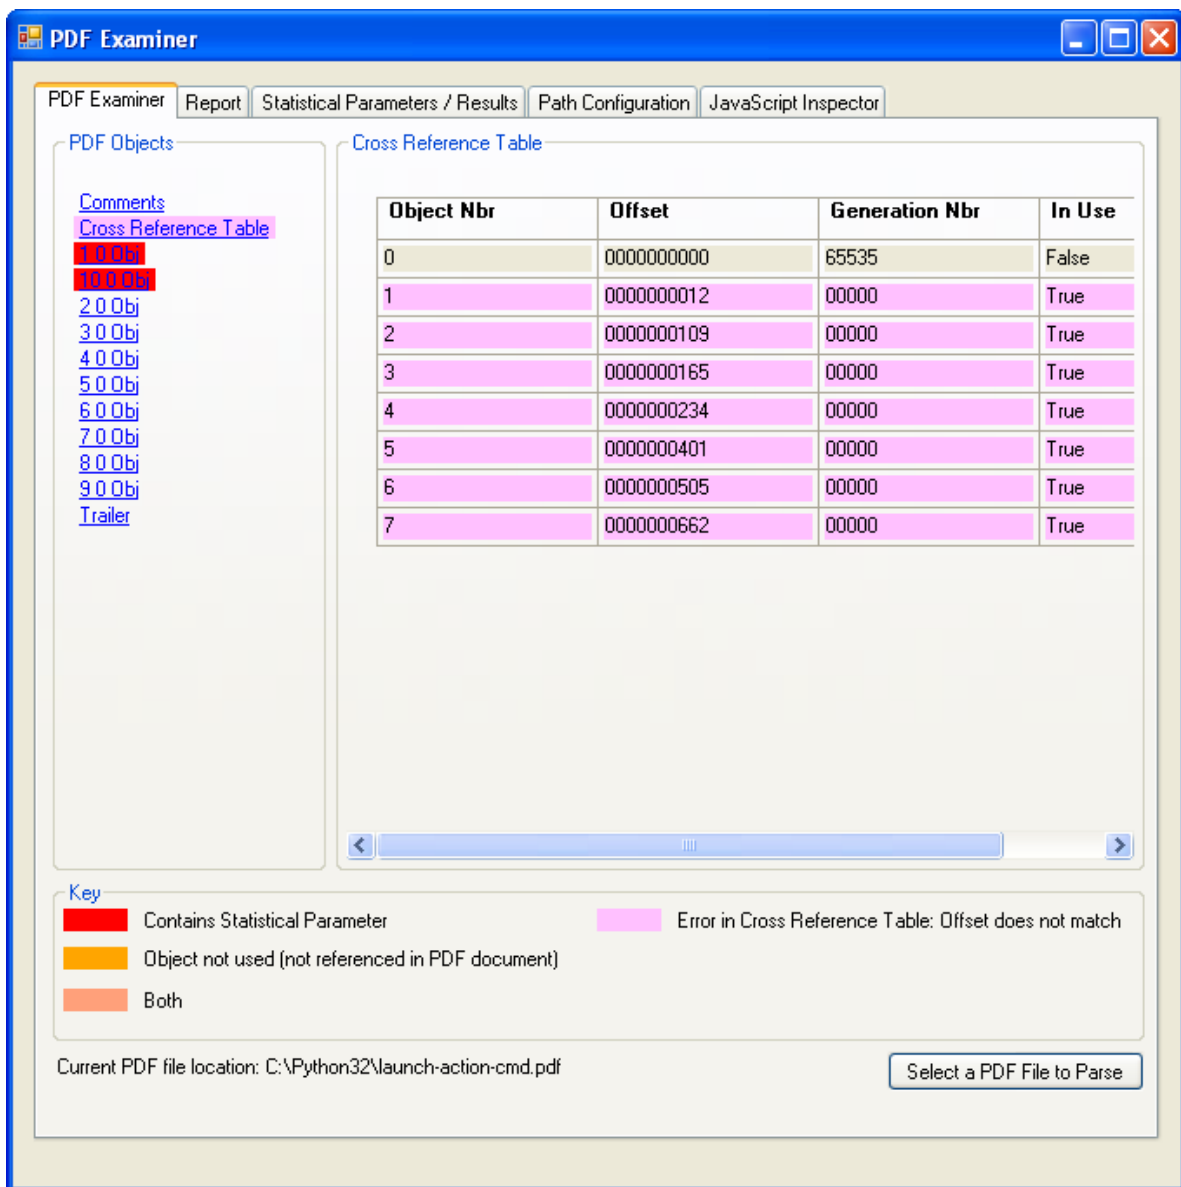 PDF Examiner
PDF Examiner Report Statistical Parameters / Results Path Configuration JavaScript Inspector
PDF Objects
Comments
Cross Reference Table
1 0 Obj
10 0 Obj
2 0 Obj
3 0 Obj
4 0 Obj
5 0 Obj
6 0 Obj
7 0 Obj
8 0 Obj
9 0 Obj
Trailer
Cross Reference Table
Object Nbr Offset Generation Nbr In Use
0 0000000000 65535 False
1 0000000012 00000 True
2 0000000109 00000 True
3 0000000165 00000 True
4 0000000234 00000 True
5 0000000401 00000 True
6 0000000505 00000 True
7 0000000662 00000 True
Key
Contains Statistical Parameter
Error in Cross Reference Table: Offset does not match
Object not used (not referenced in PDF document)
Both
Current PDF file location: C:\Python32\launch-action-cmd.pdf
Select a PDF File to Parse